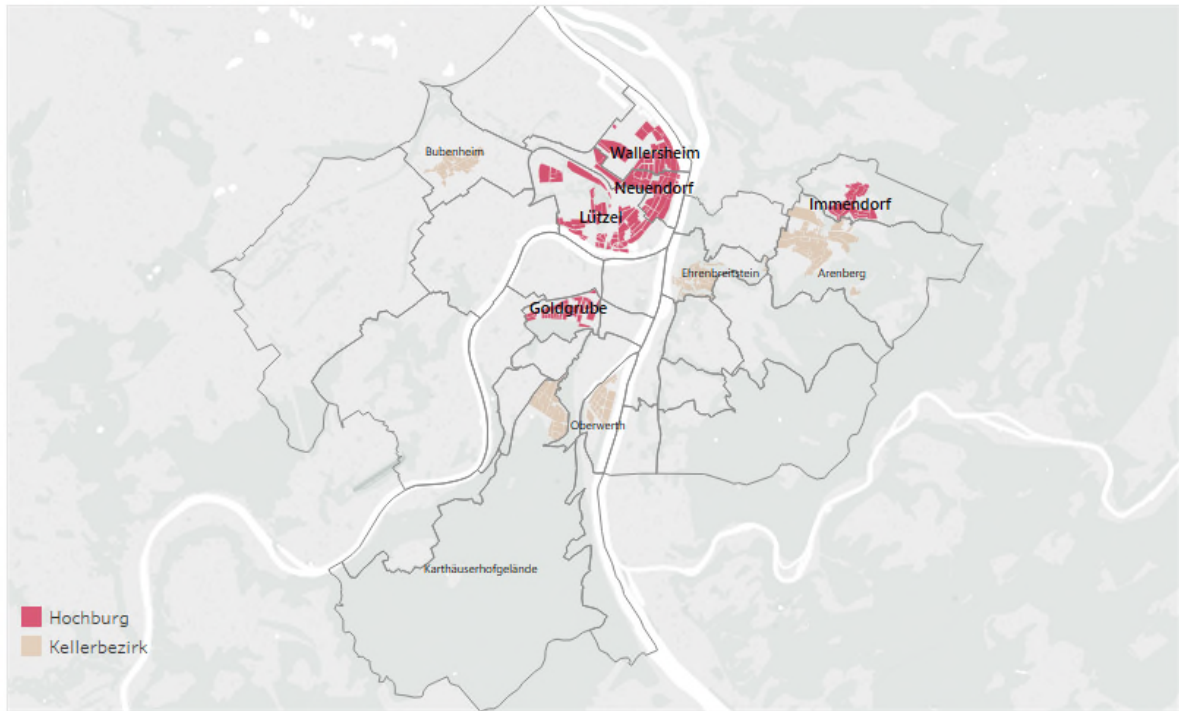 Bubenheim
Wallersheim
Neuendorf
Lützel
Immendorf
Ehrenbreitstein
Arenberg
Goldgrube
Oberwerth
Karthäuserhofgelände
Hochburg
Kellerbezirk